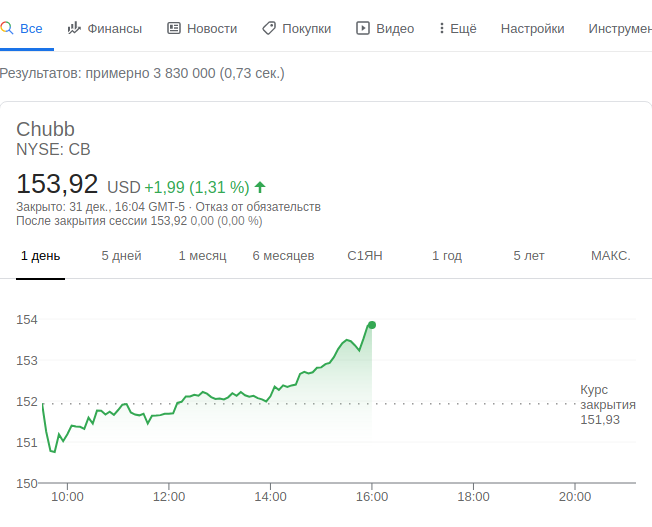 Все Финансы Новости Покупки Видео Ещё Настройки Инструмен
Результатов: примерно 3 830 000 (0,73 сек.)
Chubb
NYSE: CB
153,92 USD +1,99 (1,31 %)
Закрыто: 31 дек., 16:04 GMT-5 · Отказ от обязательств
После закрытия сессии 153,92 0,00 (0,00 %)
1 день 5 дней 1 месяц 6 месяцев С1ЯН 1 год 5 лет МАКС.
154
153
152
151
150
Курс
закрытия
151,93
10:00 12:00 14:00 16:00 18:00 20:00